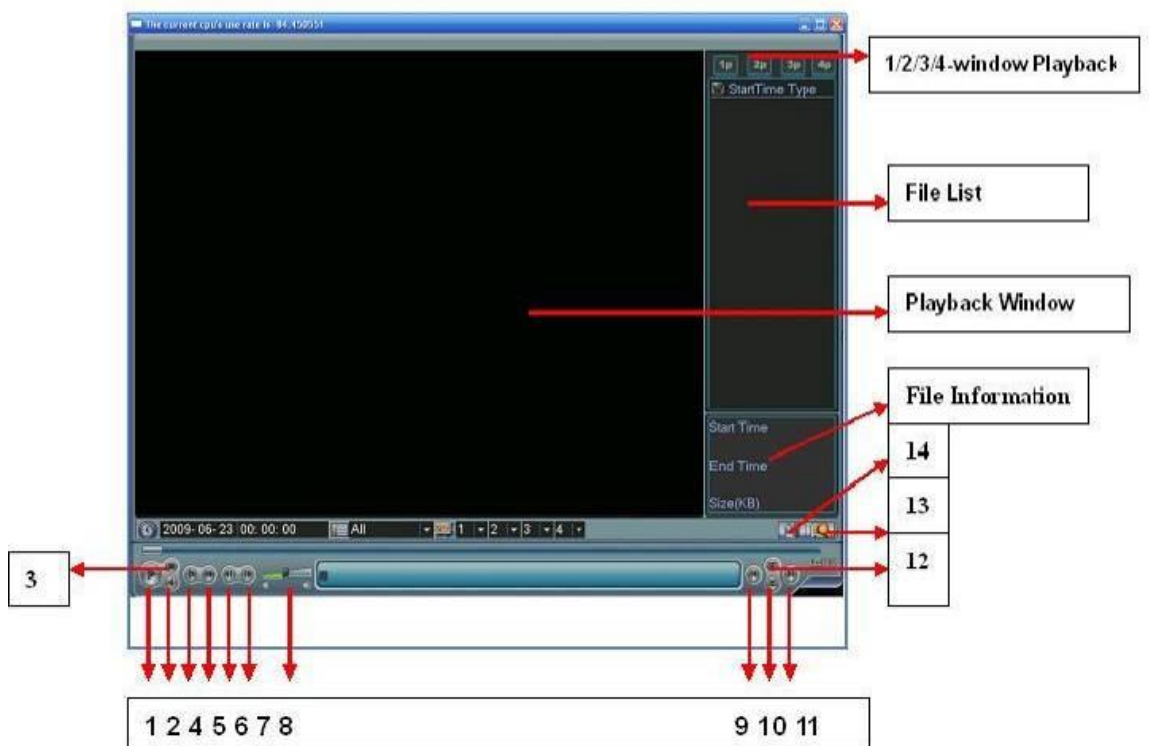 The current cpu's use rate is 84.450551
1/2/3/4-window Playback
1p 2p 3p 4p
StartTime Type
File List
Playback Window
File Information
Start Time
14
End Time
13
Size(KB)
2009-06-23 00:00:00 All 1 2 3 4
12
3
1 2 4 5 6 7 8 9 10 11